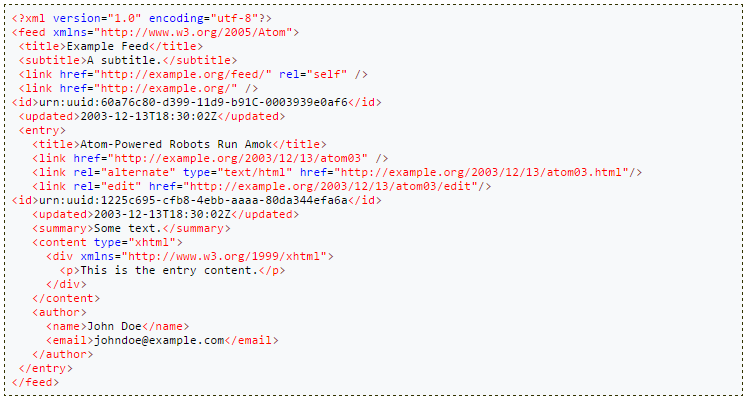 <?xml version="1.0" encoding="utf-8"?>
<feed xmlns="http://www.w3.org/2005/Atom">
<title>Example Feed</title>
<subtitle>A subtitle.</subtitle>
<link href="http://example.org/feed/" rel="self" />
<link href="http://example.org/" />
<id>urn:uuid:60a76c80-d399-11d9-b91C-0003939e0af6</id>
<updated>2003-12-13T18:30:02Z</updated>
<entry>
<title>Atom-Powered Robots Run Amok</title>
<link href="http://example.org/2003/12/13/atom03" />
<link rel="alternate" type="text/html" href="http://example.org/2003/12/13/atom03.html"/>
<link rel="edit" href="http://example.org/2003/12/13/atom03/edit"/>
<id>urn:uuid:1225c695-cfb8-4ebb-aaaa-80da344efa6a</id>
<updated>2003-12-13T18:30:02Z</updated>
<summary>Some text.</summary>
<content type="xhtml">
<div xmlns="http://www.w3.org/1999/xhtml">
<p>This is the entry content.</p>
</div>
</content>
<author>
<name>John Doe</name>
<email>johndoe@example.com</email>
</author>
</entry>
</feed>